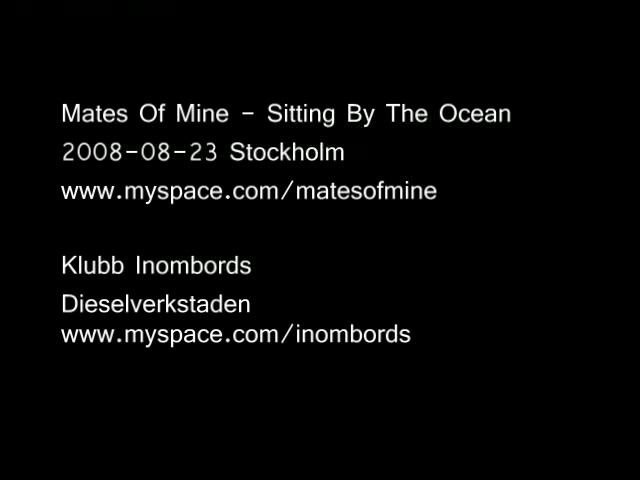 Mates Of Mine - Sitting By The Ocean
2008-08-23 Stockholm
www.myspace.com/matesofmine
Klubb Inombords
Dieselverkstaden
www.myspace.com/inombords